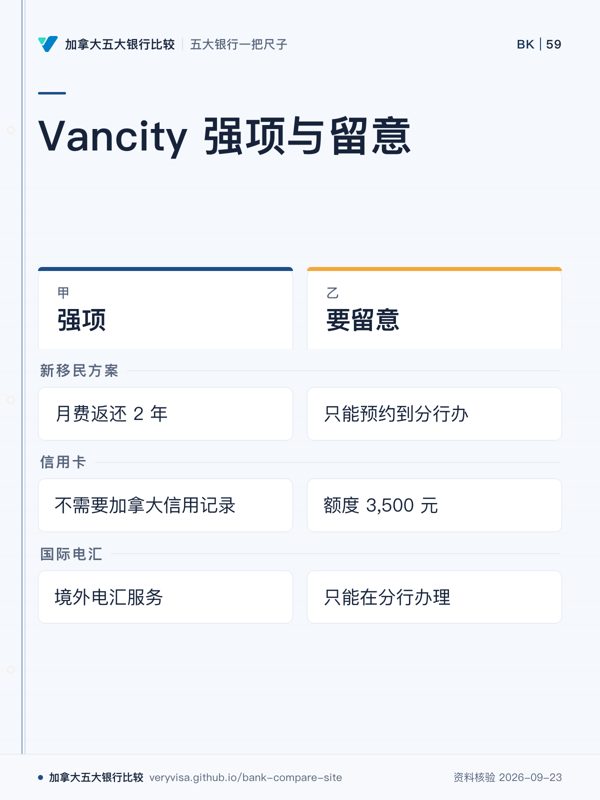 加拿大五大银行比较 | 五大银行一把尺子
BK | 59
Vancity 强项与留意
甲
强项
乙
要留意
新移民方案
月费返还 2 年
只能预约到分行办
信用卡
不需要加拿大信用记录
额度 3,500 元
国际电汇
境外电汇服务
只能在分行办理
加拿大五大银行比较 veryvisa.github.io/bank-compare-site
资料核验 2026-09-23